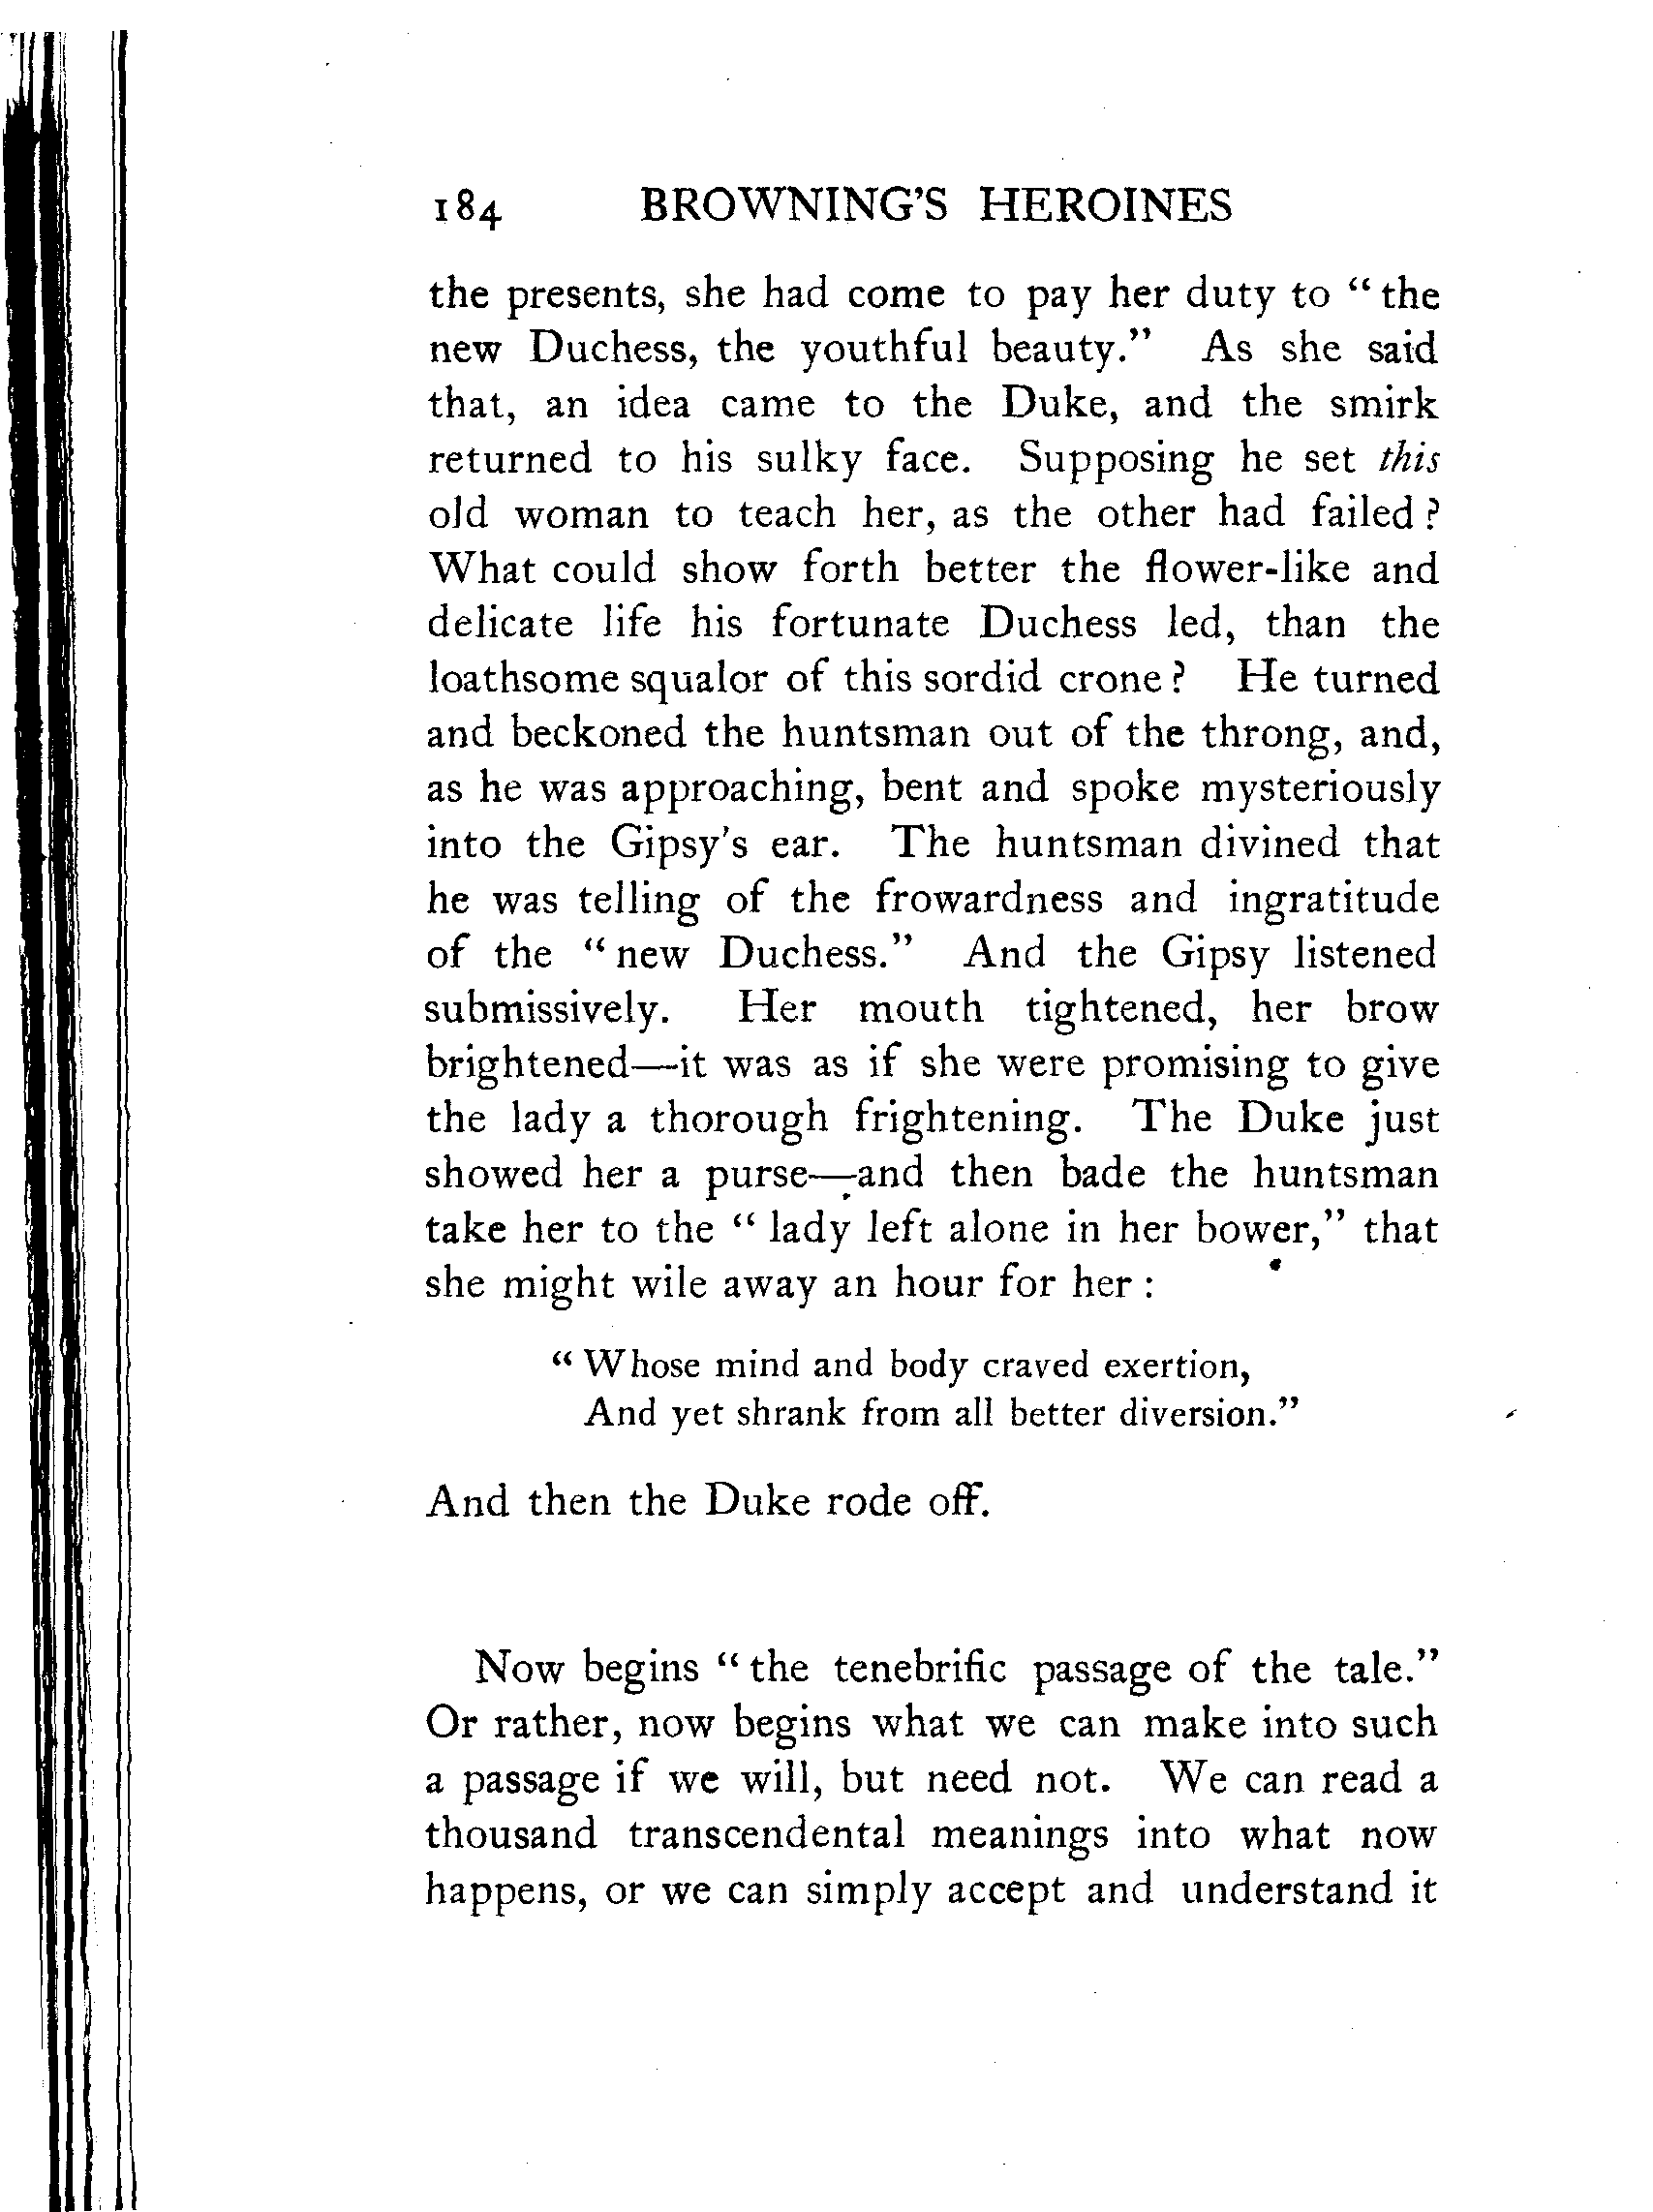 184 BROWNING'S HEROINES
the presents, she had come to pay her duty to "the
new Duchess, the youthful beauty." As she said
that, an idea came to the Duke, and the smirk
returned to his sulky face. Supposing he set this
old woman to teach her, as the other had failed?
What could show forth better the flower-like and
delicate life his fortunate Duchess led, than the
loathsome squalor of this sordid crone? He turned
and beckoned the huntsman out of the throng, and,
as he was approaching, bent and spoke mysteriously
into the Gipsy's ear. The huntsman divined that
he was telling of the frowardness and ingratitude
of the "new Duchess." And the Gipsy listened
submissively. Her mouth tightened, her brow
brightened—it was as if she were promising to give
the lady a thorough frightening. The Duke just
showed her a purse—and then bade the huntsman
take her to the "lady left alone in her bower," that
she might wile away an hour for her:
"Whose mind and body craved exertion,
And yet shrank from all better diversion."
And then the Duke rode off.
Now begins "the tenebrific passage of the tale."
Or rather, now begins what we can make into such
a passage if we will, but need not. We can read a
thousand transcendental meanings into what now
happens, or we can simply accept and understand it